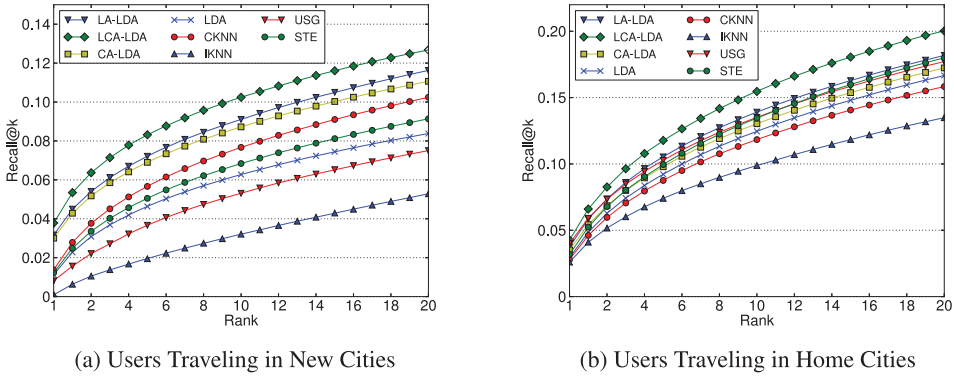 0.14
0.12
0.10
0.08
0.06
0.04
0.02
0
Recall@k
LA-LDA LDA USG
LCA-LDA CKNN STE
CA-LDA IKNN
1 2 4 6 8 10 12 14 16 18 20
Rank
(a) Users Traveling in New Cities
0.20
0.15
0.10
0.05
0
Recall@k
LA-LDA CKNN
LCA-LDA IKNN
CA-LDA USG
LDA STE
1 2 4 6 8 10 12 14 16 18 20
Rank
(b) Users Traveling in Home Cities